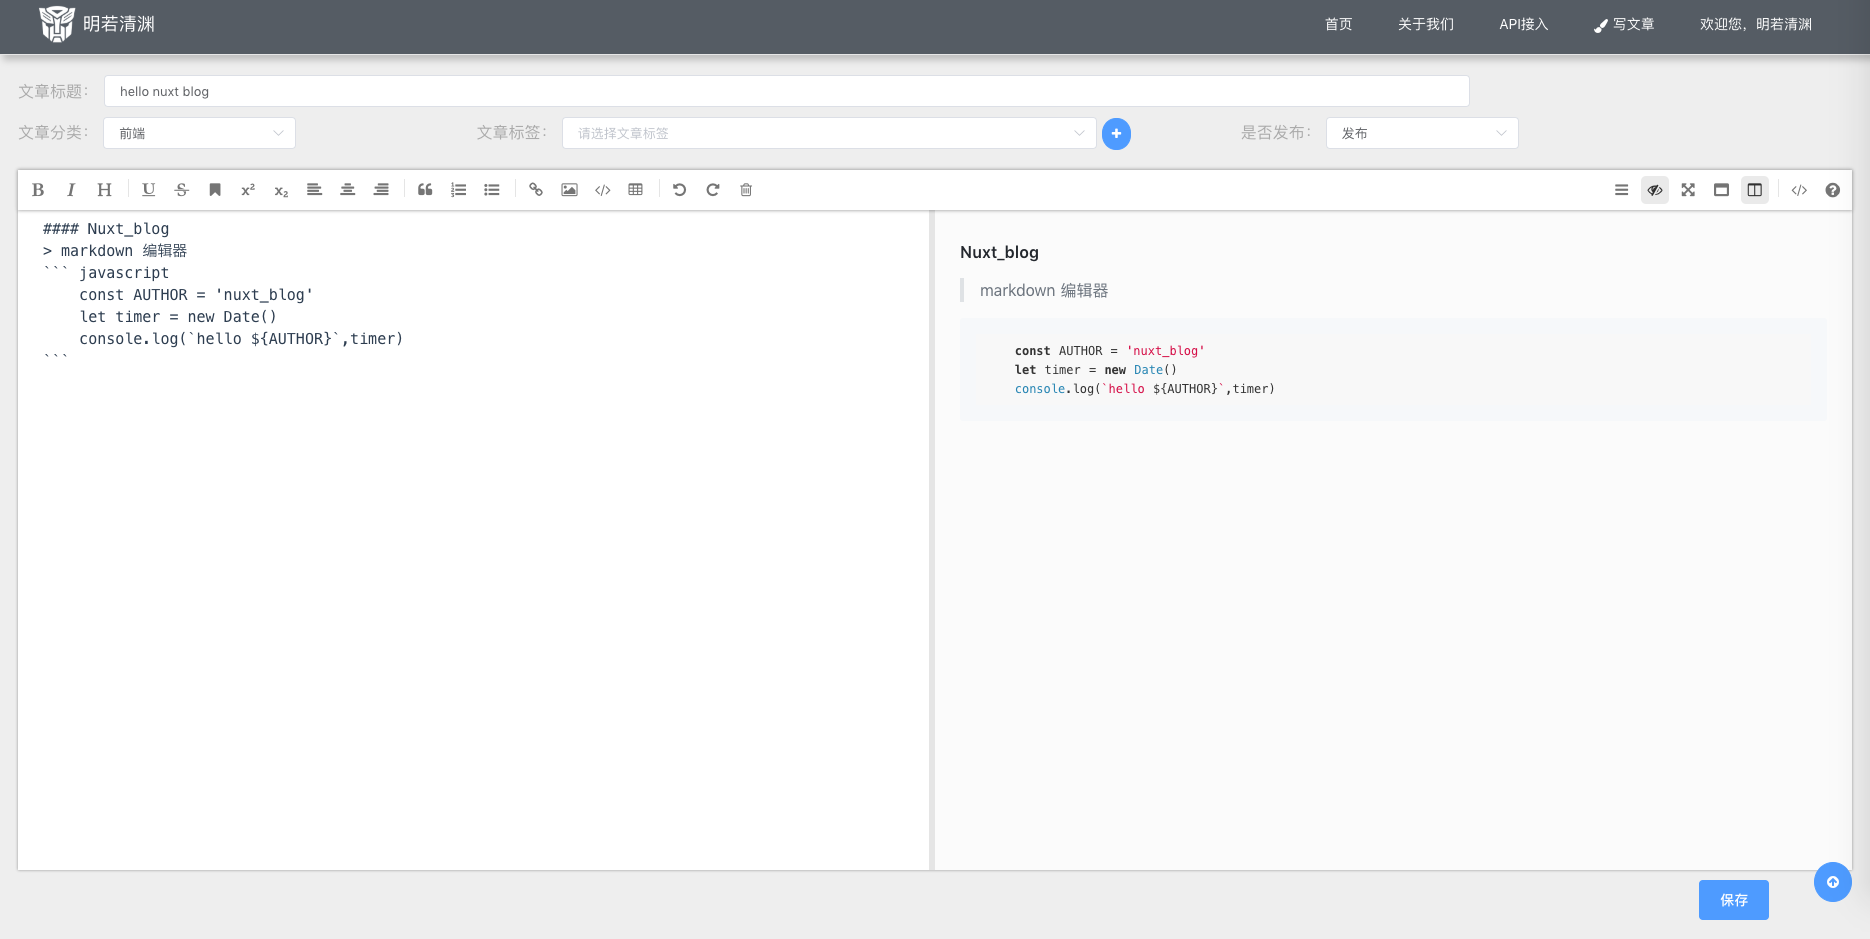 明若清渊
首页 关于我们 API接入 写文章 欢迎您，明若清渊
文章标题： hello nuxt blog
文章分类： 前端 文章标签： 请选择文章标签 是否发布： 发布
B I H U S x² x₂
#### Nuxt_blog
> markdown 编辑器
``` javascript
    const AUTHOR = 'nuxt_blog'
    let timer = new Date()
    console.log(`hello ${AUTHOR}`,timer)
```
Nuxt_blog
markdown 编辑器
const AUTHOR = 'nuxt_blog'
let timer = new Date()
console.log(`hello ${AUTHOR}`,timer)
保存